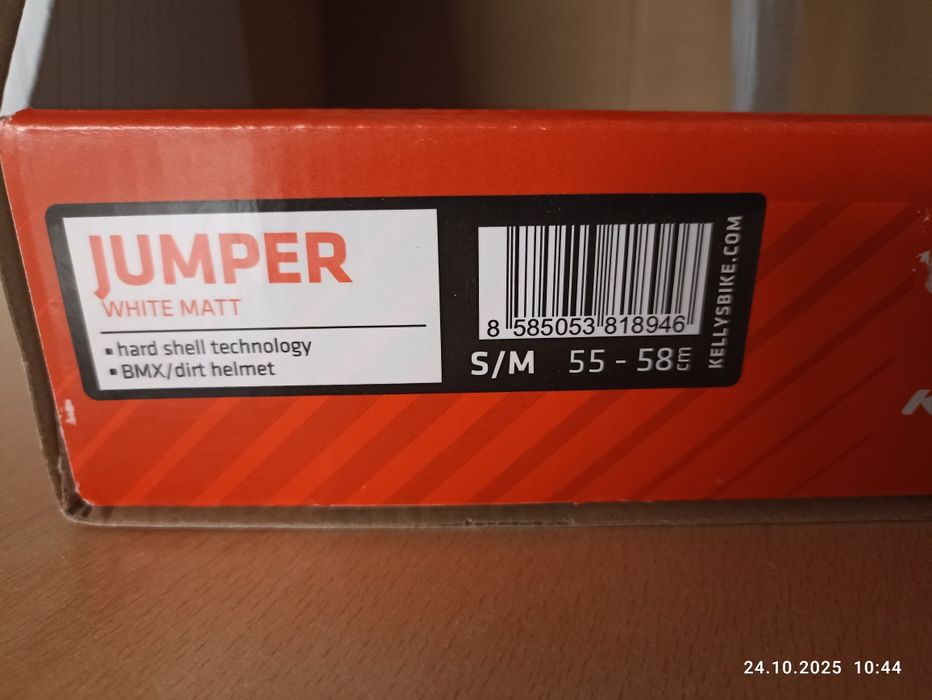 JUMPER
WHITE MATT
▪ hard shell technology
▪ BMX/dirt helmet
8 585053 818946
S/M 55 - 58 cm
KELLYSBIKE.COM
24.10.2025 10:44